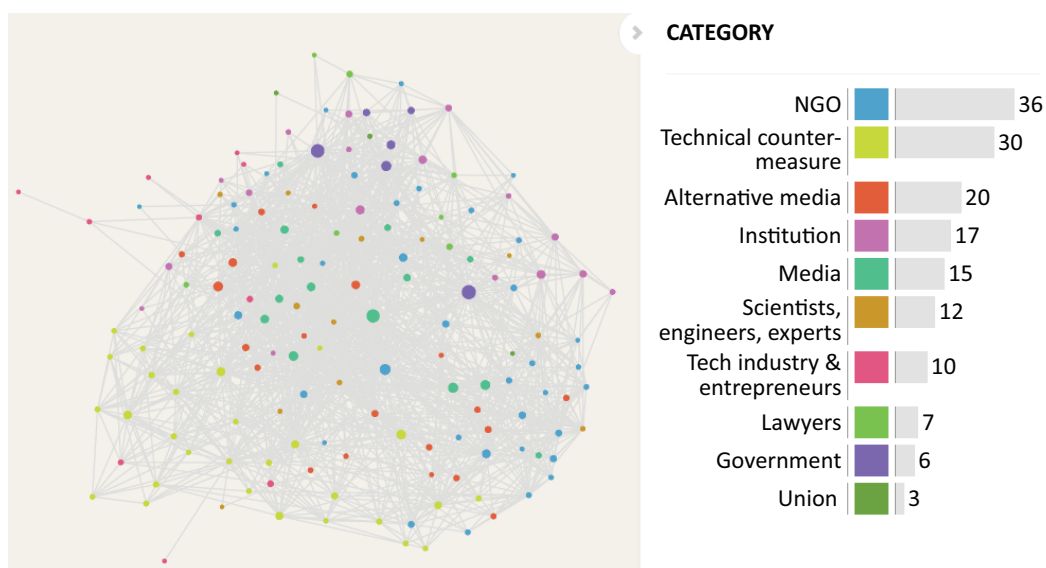 CATEGORY
NGO
36
Technical counter-
measure
30
Alternative media
20
Institution
17
Media
15
Scientists,
engineers, experts
12
Tech industry &
entrepreneurs
10
Lawyers
7
Government
6
Union
3